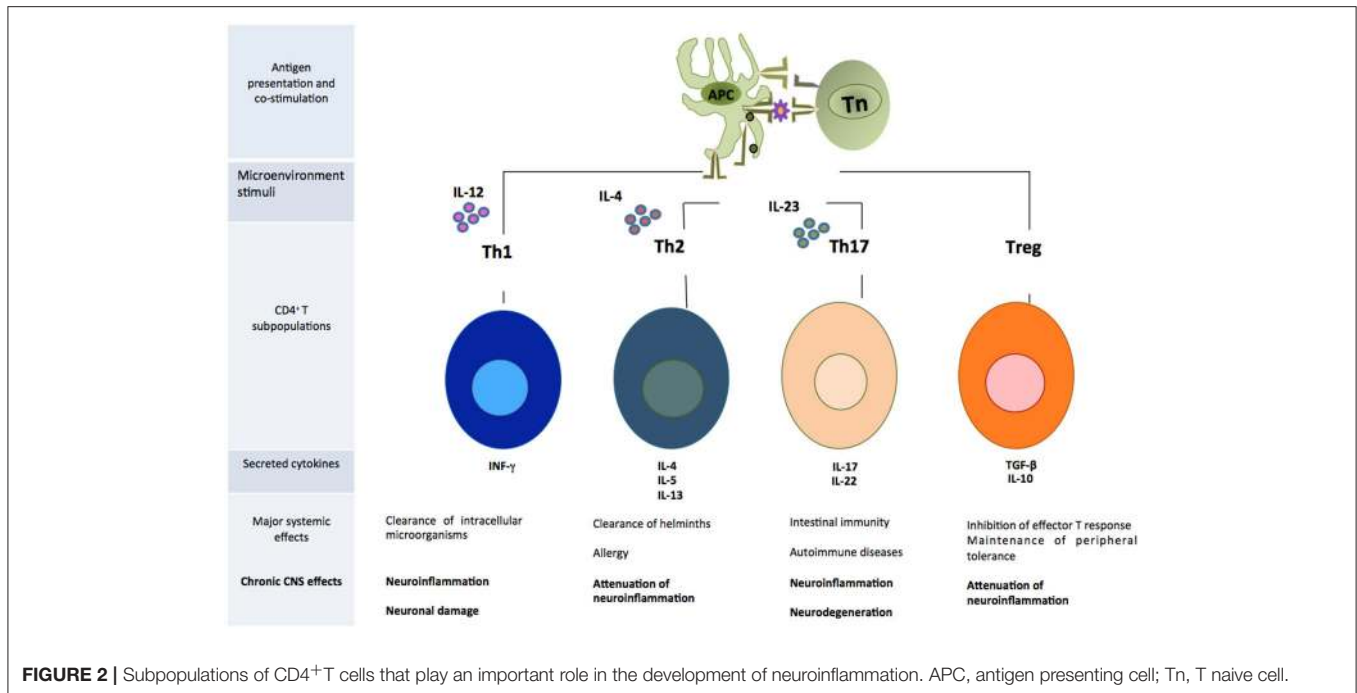 Antigen
presentation and
co-stimulation
APC
Tn
Microenvironment
stimuli
IL-12
IL-4
IL-23
Th1
Th2
Th17
Treg
CD4⁺ T
subpopulations
Secreted cytokines
INF-γ
IL-4
IL-5
IL-13
IL-17
IL-22
TGF-β
IL-10
Major systemic
effects
Clearance of intracellular
microorganisms
Clearance of helminths
Allergy
Intestinal immunity
Autoimmune diseases
Inhibition of effector T response
Maintenance of peripheral
tolerance
Chronic CNS effects
Neuroinflammation
Neuronal damage
Attenuation of
neuroinflammation
Neuroinflammation
Neurodegeneration
Attenuation of
neuroinflammation
FIGURE 2 | Subpopulations of CD4⁺T cells that play an important role in the development of neuroinflammation. APC, antigen presenting cell; Tn, T naive cell.